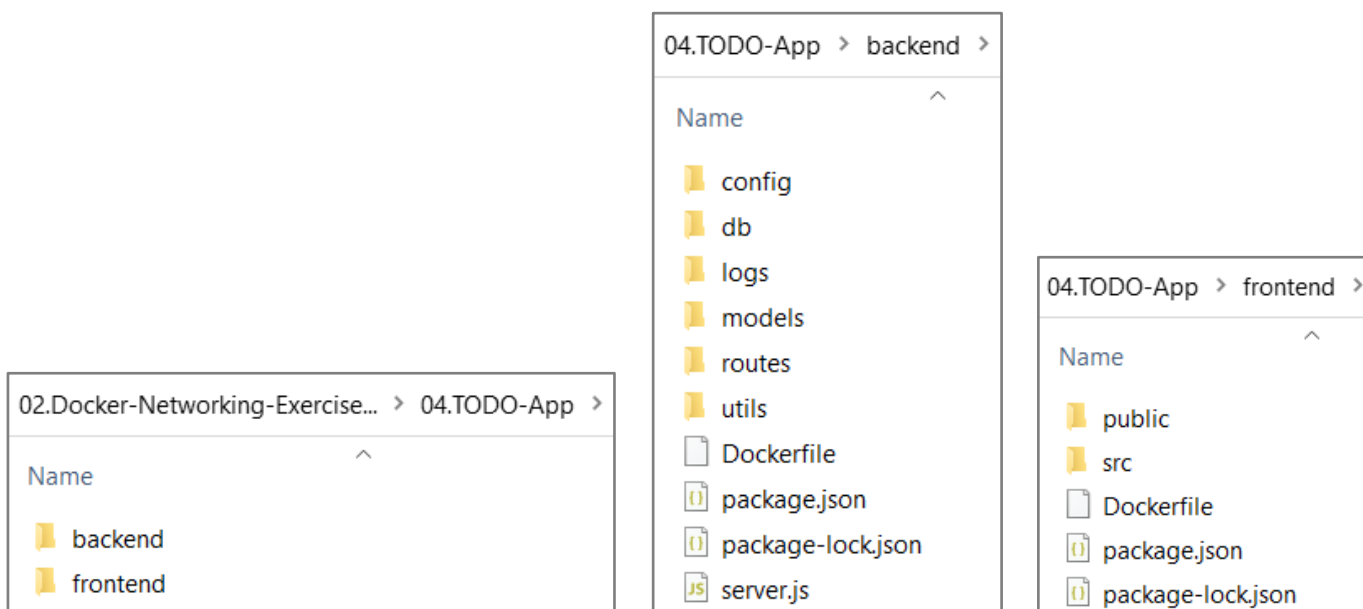 02.Docker-Networking-Exercise... > 04.TODO-App >
Name
backend
frontend
04.TODO-App > backend >
Name
config
db
logs
models
routes
utils
Dockerfile
package.json
package-lock.json
server.js
04.TODO-App > frontend >
Name
public
src
Dockerfile
package.json
package-lock.json